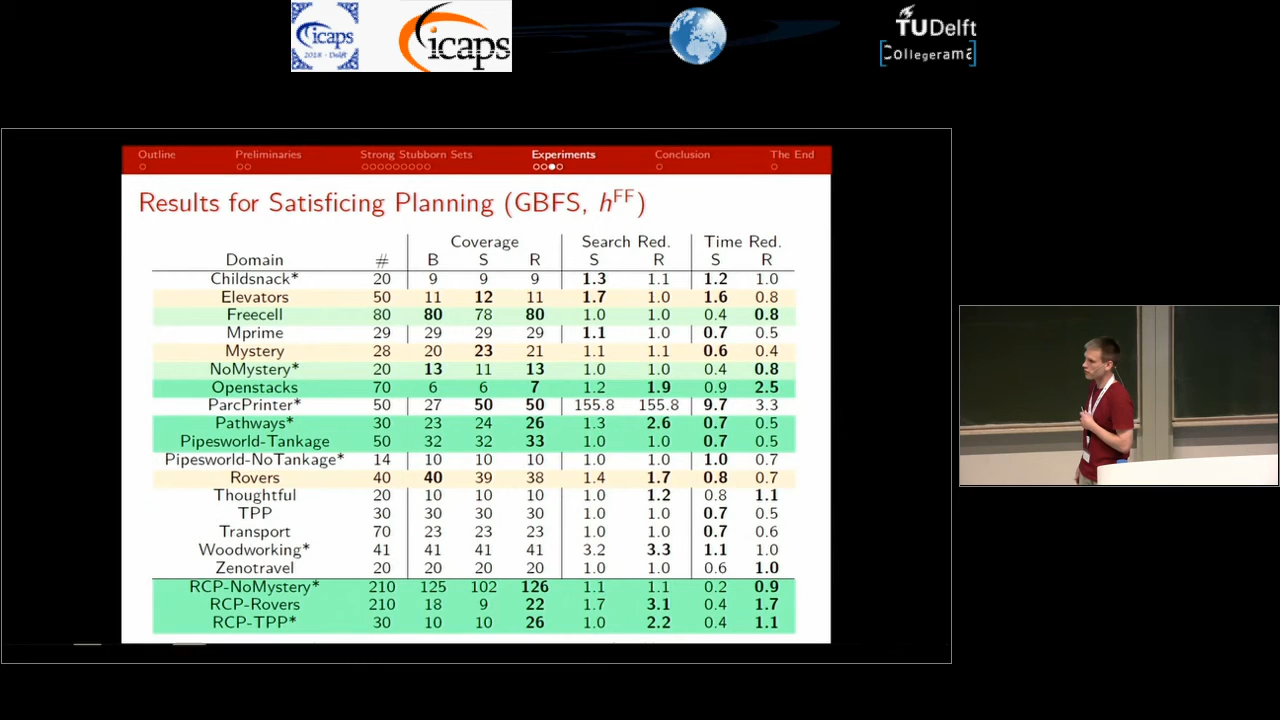 icaps
2018 - Delft
icaps
TU Delft
Collegerama
Outline Preliminaries Strong Stubborn Sets Experiments Conclusion The End
Results for Satisficing Planning (GBFS, hFF)
Coverage Search Red. Time Red.
Domain # B S R S R S R
Childsnack* 20 9 9 9 1.3 1.1 1.2 1.0
Elevators 50 11 12 11 1.7 1.0 1.6 0.8
Freecell 80 80 78 80 1.0 1.0 0.4 0.8
Mprime 29 29 29 29 1.1 1.0 0.7 0.5
Mystery 28 20 23 21 1.1 1.1 0.6 0.4
NoMystery* 20 13 11 13 1.0 1.0 0.4 0.8
Openstacks 70 6 6 7 1.2 1.9 0.9 2.5
ParcPrinter* 50 27 50 50 155.8 155.8 9.7 3.3
Pathways* 30 23 24 26 1.3 2.6 0.7 0.5
Pipesworld-Tankage 50 32 32 33 1.0 1.0 0.7 0.5
Pipesworld-NoTankage* 14 10 10 10 1.0 1.0 1.0 0.7
Rovers 40 40 39 38 1.4 1.7 0.8 0.7
Thoughtful 20 10 10 10 1.0 1.2 0.8 1.1
TPP 30 30 30 30 1.0 1.0 0.7 0.5
Transport 70 23 23 23 1.0 1.0 0.7 0.6
Woodworking* 41 41 41 41 3.2 3.3 1.1 1.0
Zenotravel 20 20 20 20 1.0 1.0 0.6 1.0
RCP-NoMystery* 210 125 102 126 1.1 1.1 0.2 0.9
RCP-Rovers 210 18 9 22 1.7 3.1 0.4 1.7
RCP-TPP* 30 10 10 26 1.0 2.2 0.4 1.1